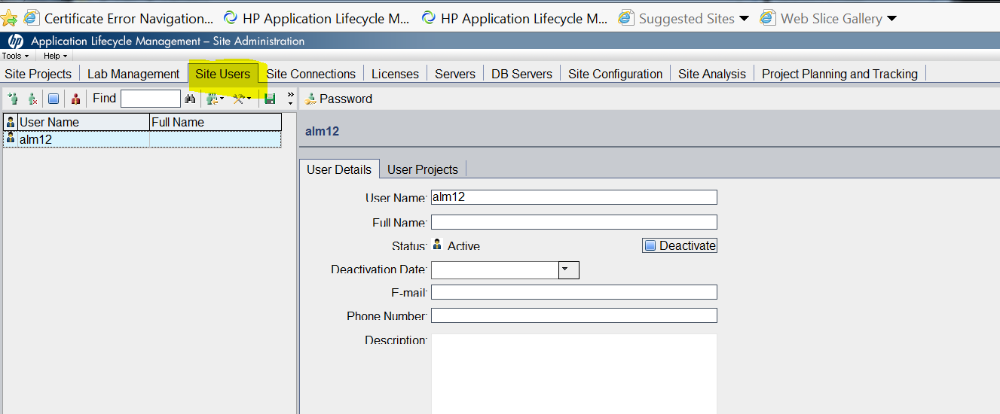 Certificate Error Navigation... HP Application Lifecycle M... HP Application Lifecycle M... Suggested Sites Web Slice Gallery
hp Application Lifecycle Management – Site Administration
Tools Help
Site Projects Lab Management Site Users Site Connections Licenses Servers DB Servers Site Configuration Site Analysis Project Planning and Tracking
Find » Password
User Name Full Name
alm12
alm12
User Details User Projects
User Name: alm12
Full Name:
Status: Active Deactivate
Deactivation Date:
E-mail:
Phone Number:
Description: